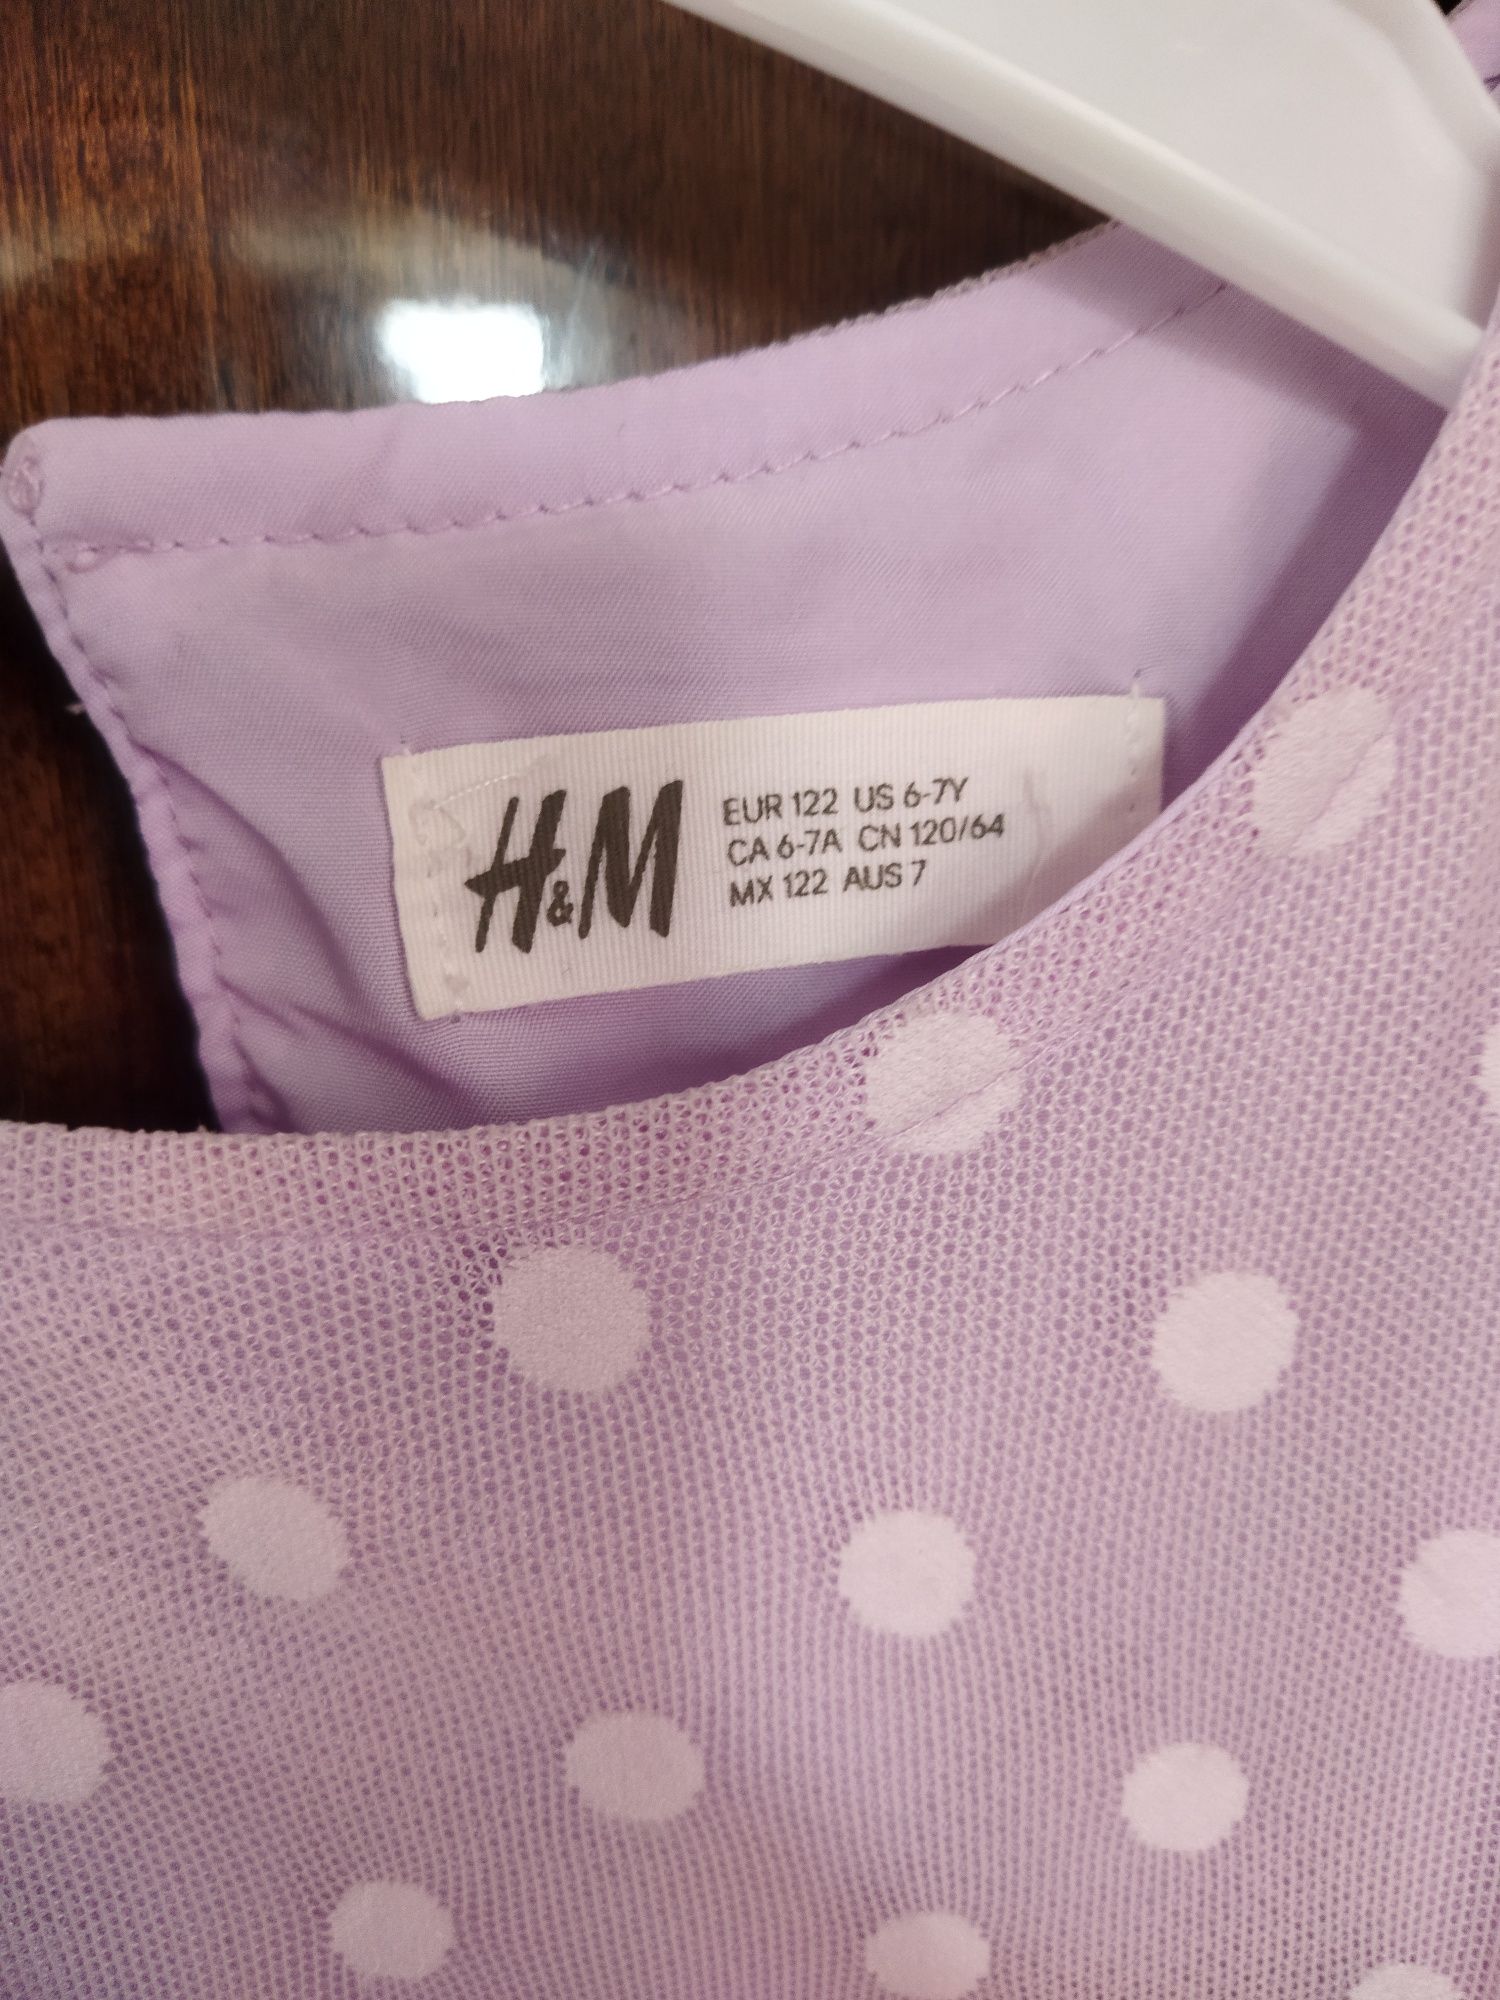 H&M
EUR 122 US 6-7Y
CA 6-7A CN 120/64
MX 122 AUS 7